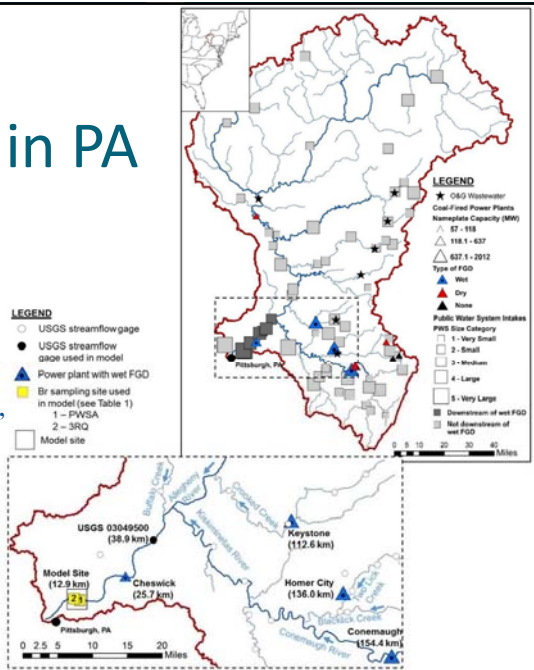 in PA
LEGEND
O&G Wastewater
Coal-Fired Power Plants
Nameplate Capacity (MW)
57 - 118
118.1 - 637
637.1 - 2012
Type of FGD
Wet
Dry
None
Public Water System Intakes
PWS Size Category
1 - Very Small
2 - Small
3 - Medium
4 - Large
5 - Very Large
Downstream of wet FGD
Not downstream of
wet FGD
Pittsburgh, PA
0 5 10 20 30 40
Miles
LEGEND
USGS streamflow gage
USGS streamflow
gage used in model
Power plant with wet FGD
Br sampling site used
in model (see Table 1)
1 – PWSA
2 – 3RQ
Model site
,
Buffalo Creek
Allegheny
River
Crooked Creek
Kiskiminetas River
USGS 03049500
(38.9 km)
Keystone
(112.6 km)
Model Site
(12.9 km)
2
1
Cheswick
(25.7 km)
Homer City
(136.0 km)
Two Lick
Creek
Blacklick Creek
Conemaugh
(154.4 km)
Conemaugh River
Pittsburgh, PA
0 2.5 5 10 15 20
Miles